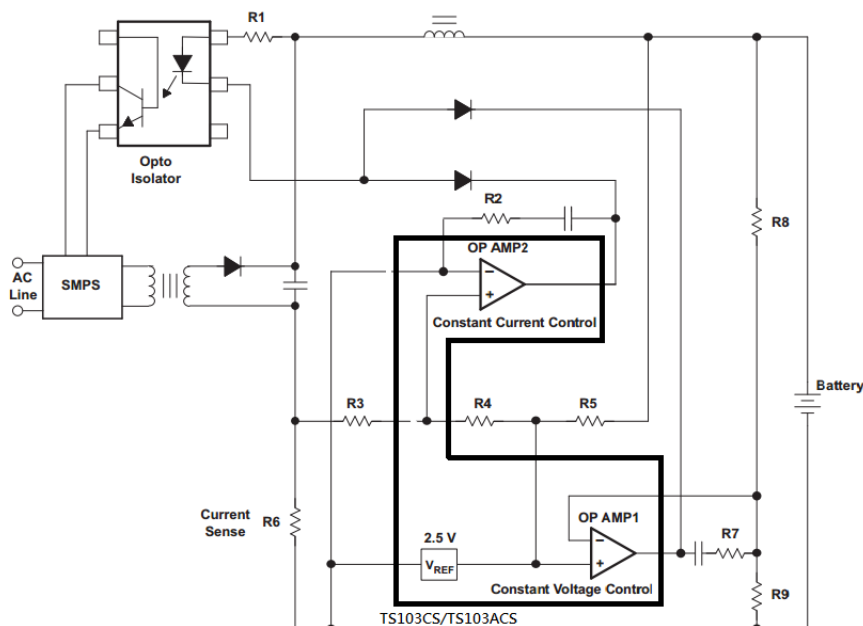 R1
Opto
Isolator
R2
R8
OP AMP2
−
+
AC
Line
SMPS
Constant Current Control
Battery
R3
R4
R5
Current
Sense
R6
2.5 V
VREF
OP AMP1
−
+
R7
Constant Voltage Control
R9
TS103CS/TS103ACS